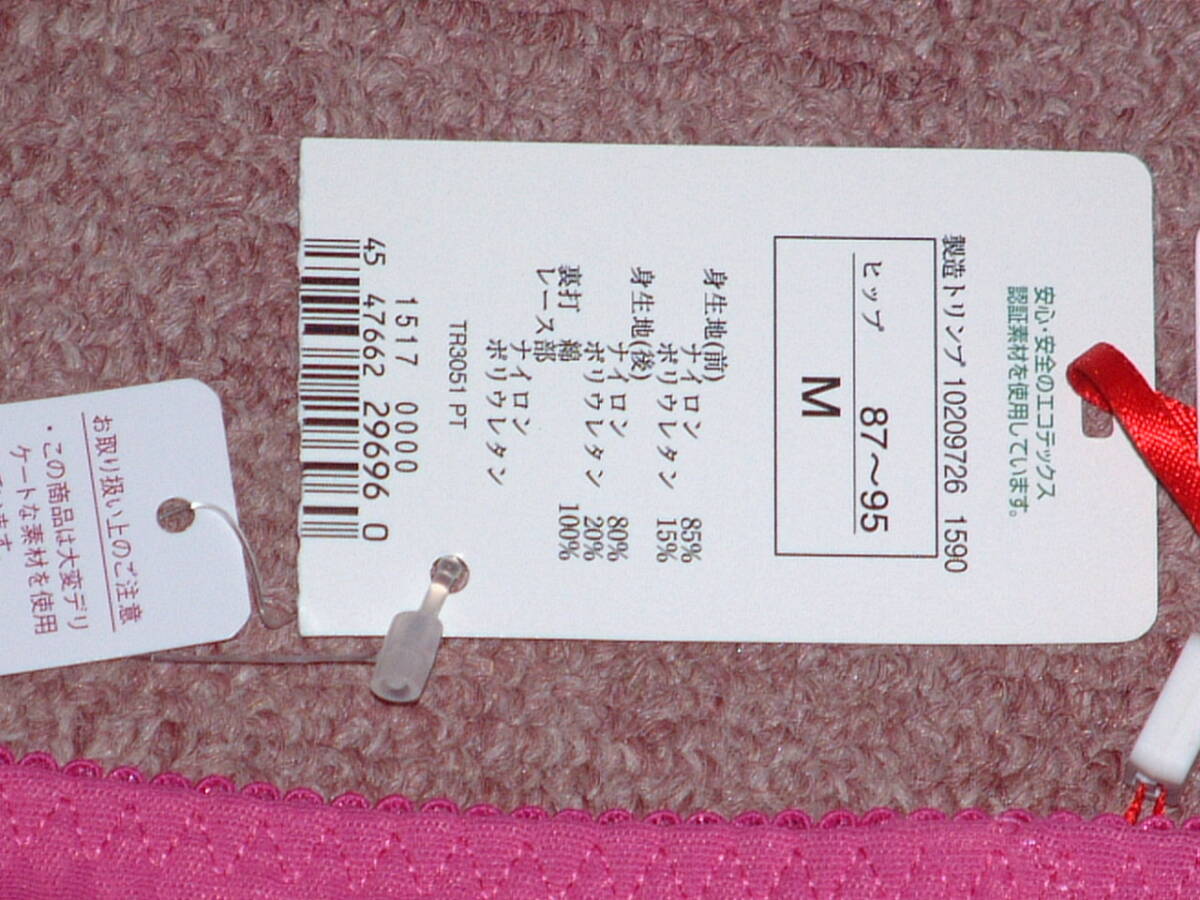 安心・安全のエコテックス
認証素材を使用しています。
製造トリンプ 10209726 1590
ヒップ 87～95
M
身生地(前)
ナイロン 85%
ポリウレタン 15%
身生地(後)
ナイロン 80%
ポリウレタン 20%
裏打 綿 100%
レース部
ナイロン
ポリウレタン
TR3051 PT
1517 0000
45 47662 29696 0
お取り扱い上のご注意
・この商品は大変デリ
ケートな素材を使用